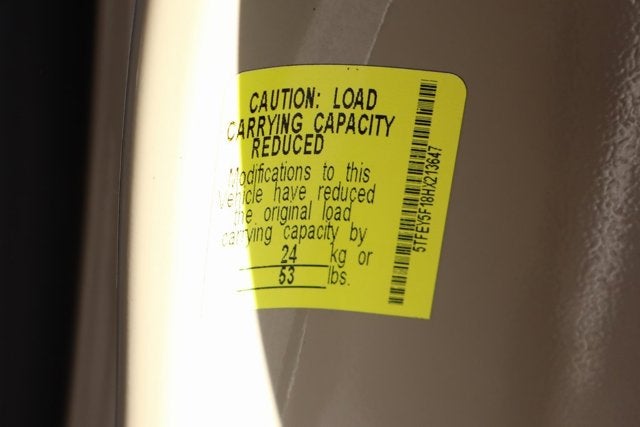 CAUTION: LOAD
CARRYING CAPACITY
REDUCED
Modifications to this
vehicle have reduced
the original load
carrying capacity by
24 kg or
53 lbs.
5TFEY5F18HX213647